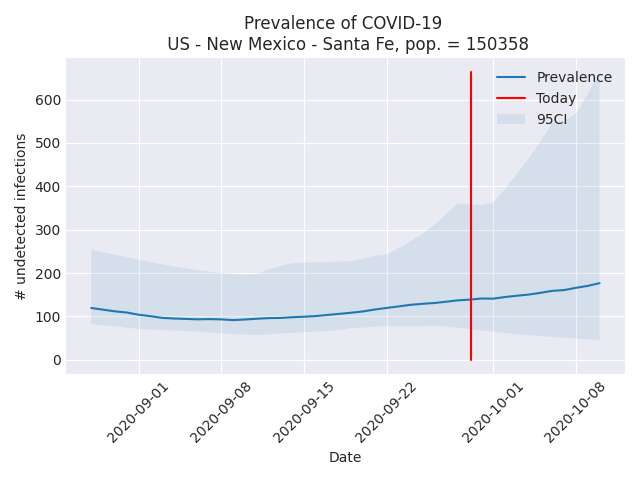 Prevalence of COVID-19
US - New Mexico - Santa Fe, pop. = 150358
Prevalence
Today
95CI
600
500
400
300
200
100
0
# undetected infections
2020-09-01
2020-09-08
2020-09-15
2020-09-22
2020-10-01
2020-10-08
Date